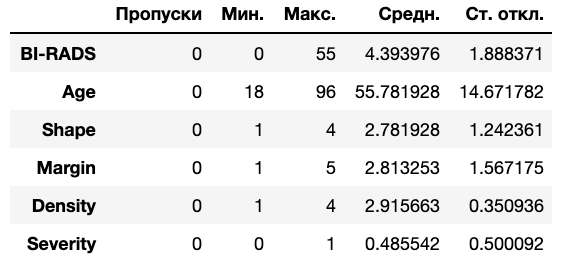 Пропуски Мин. Макс. Средн. Ст. откл.
BI-RADS 0 0 55 4.393976 1.888371
Age 0 18 96 55.781928 14.671782
Shape 0 1 4 2.781928 1.242361
Margin 0 1 5 2.813253 1.567175
Density 0 1 4 2.915663 0.350936
Severity 0 0 1 0.485542 0.500092